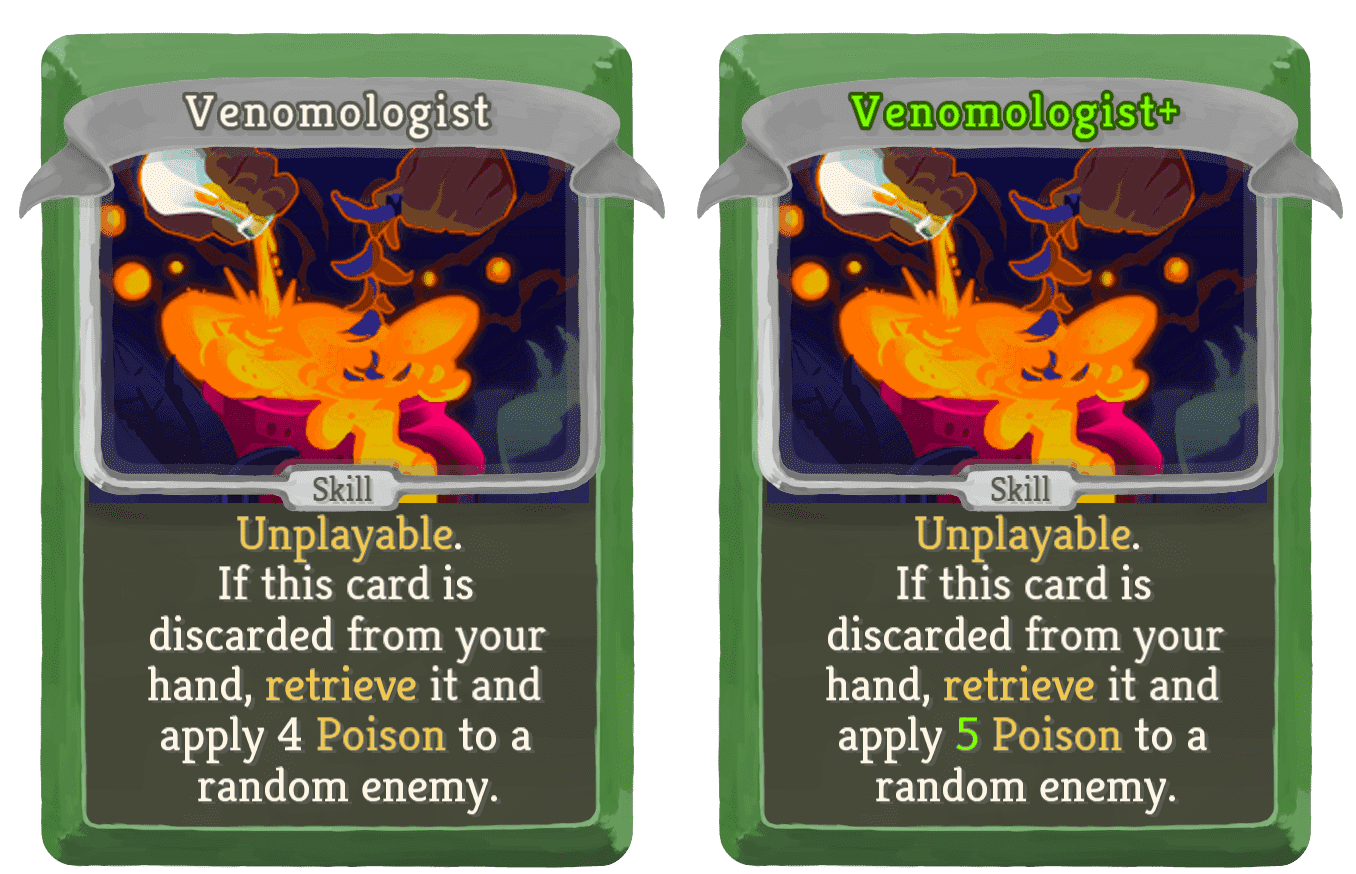 Venomologist
Skill
Unplayable.
If this card is
discarded from your
hand, retrieve it and
apply 4 Poison to a
random enemy.
Venomologist+
Skill
Unplayable.
If this card is
discarded from your
hand, retrieve it and
apply 5 Poison to a
random enemy.